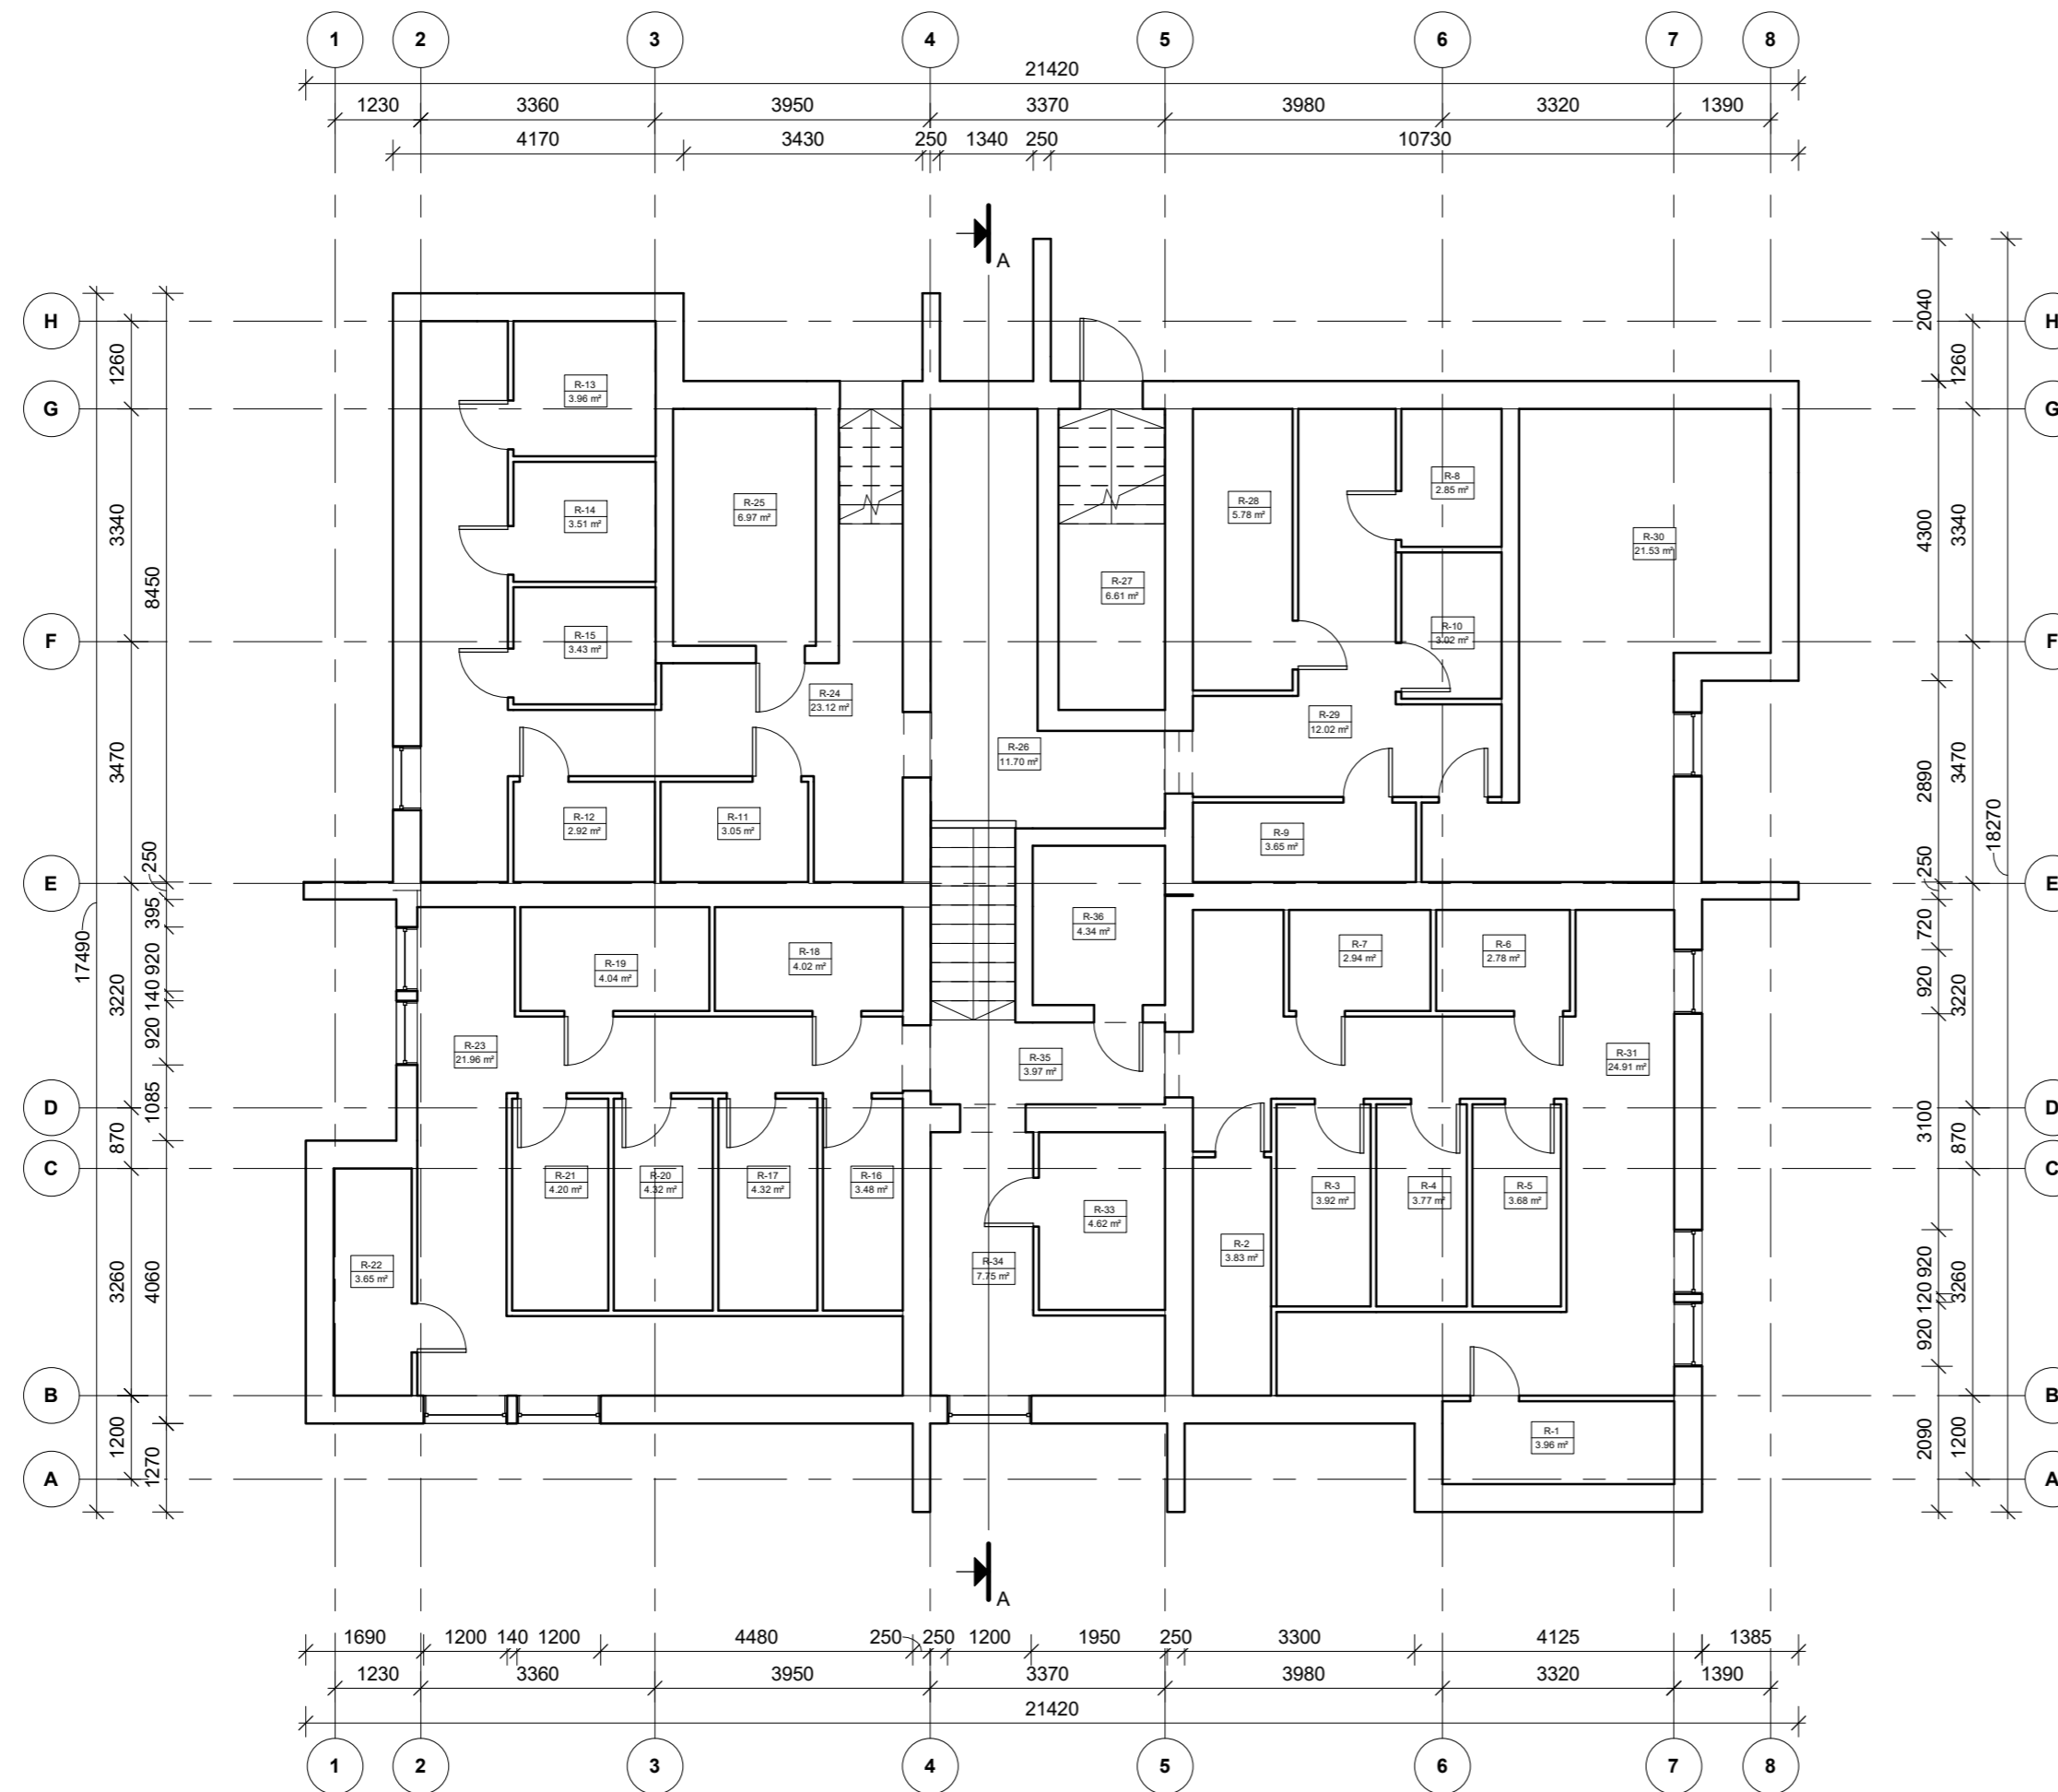 1 2 3 4 5 6 7 8
21420
1230 3360 3950 3370 3980 3320 1390
4170 3430 250 1340 250 10730
A
H H
G G
F F
E E
D D
C C
B B
A A
1260
3340
3470
3220
870
3260
1200
17490
8450
250
395
920
140
920
1085
4060
1270
2040
4300
2890
250
720
920
3100
920
120
920
2090
1260
3340
3470
3220
870
3260
1200
18270
R-13
3.96 m²
R-14
3.51 m²
R-15
3.43 m²
R-25
6.97 m²
R-24
23.12 m²
R-12
2.92 m²
R-11
3.05 m²
R-26
11.70 m²
R-27
6.61 m²
R-28
5.78 m²
R-8
2.85 m²
R-10
3.02 m²
R-30
21.53 m²
R-29
12.02 m²
R-9
3.65 m²
R-36
4.34 m²
R-19
4.04 m²
R-18
4.02 m²
R-7
2.94 m²
R-6
2.78 m²
R-23
21.96 m²
R-35
3.97 m²
R-31
24.91 m²
R-21
4.20 m²
R-20
4.32 m²
R-17
4.32 m²
R-16
3.48 m²
R-33
4.62 m²
R-3
3.92 m²
R-4
3.77 m²
R-5
3.68 m²
R-22
3.65 m²
R-34
7.75 m²
R-2
3.83 m²
R-1
3.96 m²
A
1690 1200 140 1200 4480 250 250 1200 1950 250 3300 4125 1385
1230 3360 3950 3370 3980 3320 1390
21420
1 2 3 4 5 6 7 8